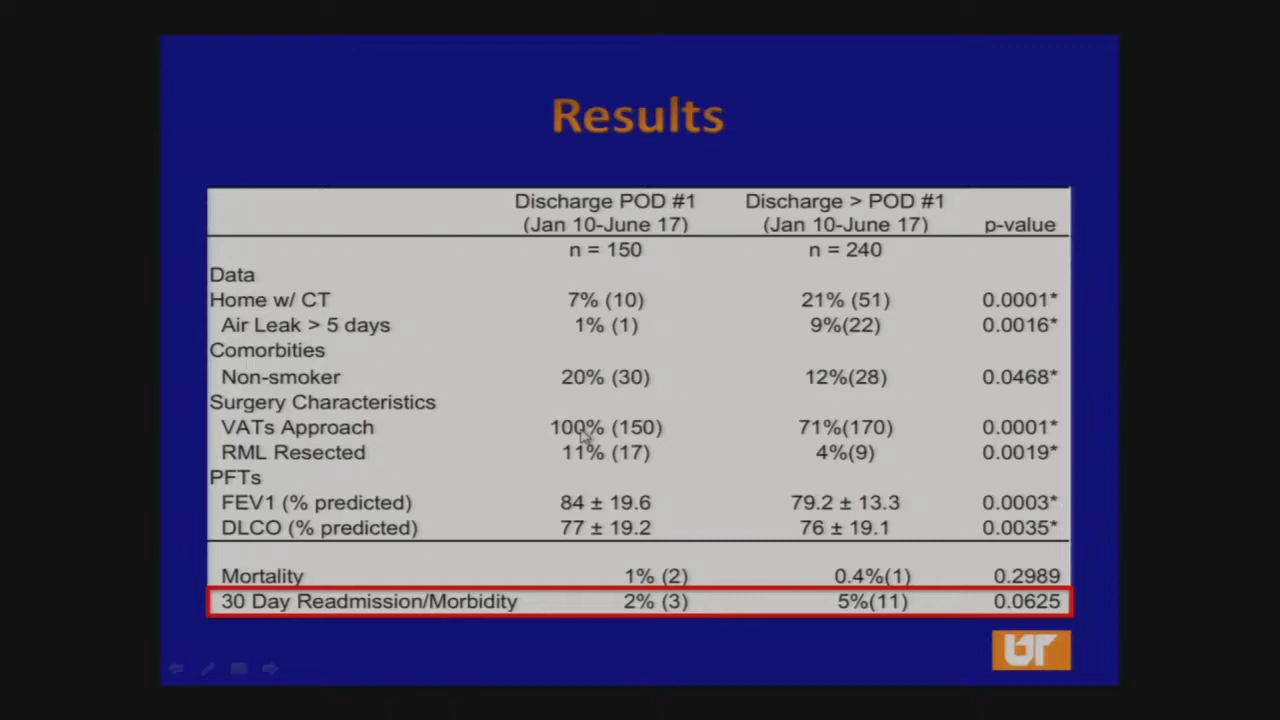 Results
Discharge POD #1 Discharge > POD #1
(Jan 10-June 17) (Jan 10-June 17) p-value
n = 150 n = 240
Data
Home w/ CT 7% (10) 21% (51) 0.0001*
Air Leak > 5 days 1% (1) 9%(22) 0.0016*
Comorbities
Non-smoker 20% (30) 12%(28) 0.0468*
Surgery Characteristics
VATs Approach 100% (150) 71%(170) 0.0001*
RML Resected 11% (17) 4%(9) 0.0019*
PFTs
FEV1 (% predicted) 84 ± 19.6 79.2 ± 13.3 0.0003*
DLCO (% predicted) 77 ± 19.2 76 ± 19.1 0.0035*
Mortality 1% (2) 0.4%(1) 0.2989
30 Day Readmission/Morbidity 2% (3) 5%(11) 0.0625
UT